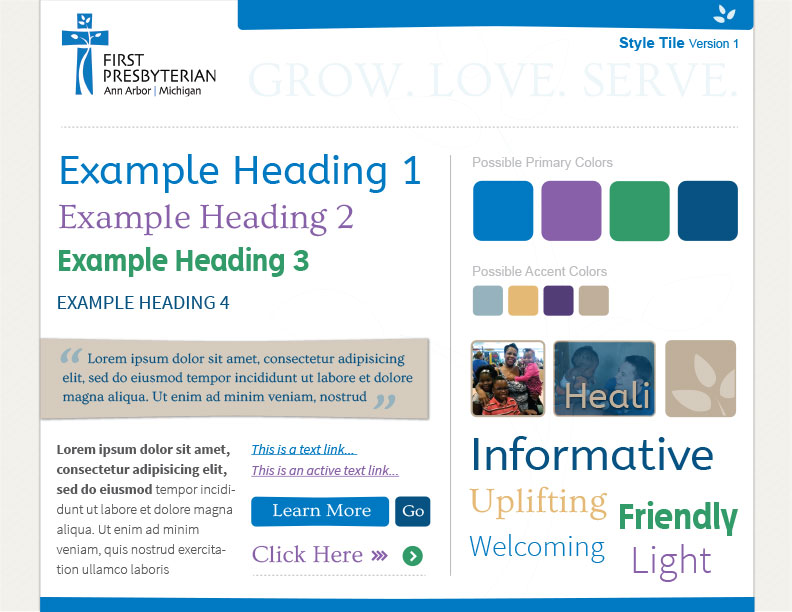 FIRST
PRESBYTERIAN
Ann Arbor | Michigan
Style Tile Version 1
GROW. LOVE. SERVE.
Example Heading 1
Example Heading 2
Example Heading 3
EXAMPLE HEADING 4
“ Lorem ipsum dolor sit amet, consectetur adipisicing
elit, sed do eiusmod tempor incididunt ut labore et dolore
magna aliqua. Ut enim ad minim veniam, nostrud ”
Lorem ipsum dolor sit amet,
consectetur adipisicing elit,
sed do eiusmod tempor incidi-
dunt ut labore et dolore magna
aliqua. Ut enim ad minim
veniam, quis nostrud exercita-
tion ullamco laboris
This is a text link...
This is an active text link...
Learn More
Go
Click Here »
Possible Primary Colors
Possible Accent Colors
Heali
Informative
Uplifting
Friendly
Welcoming
Light